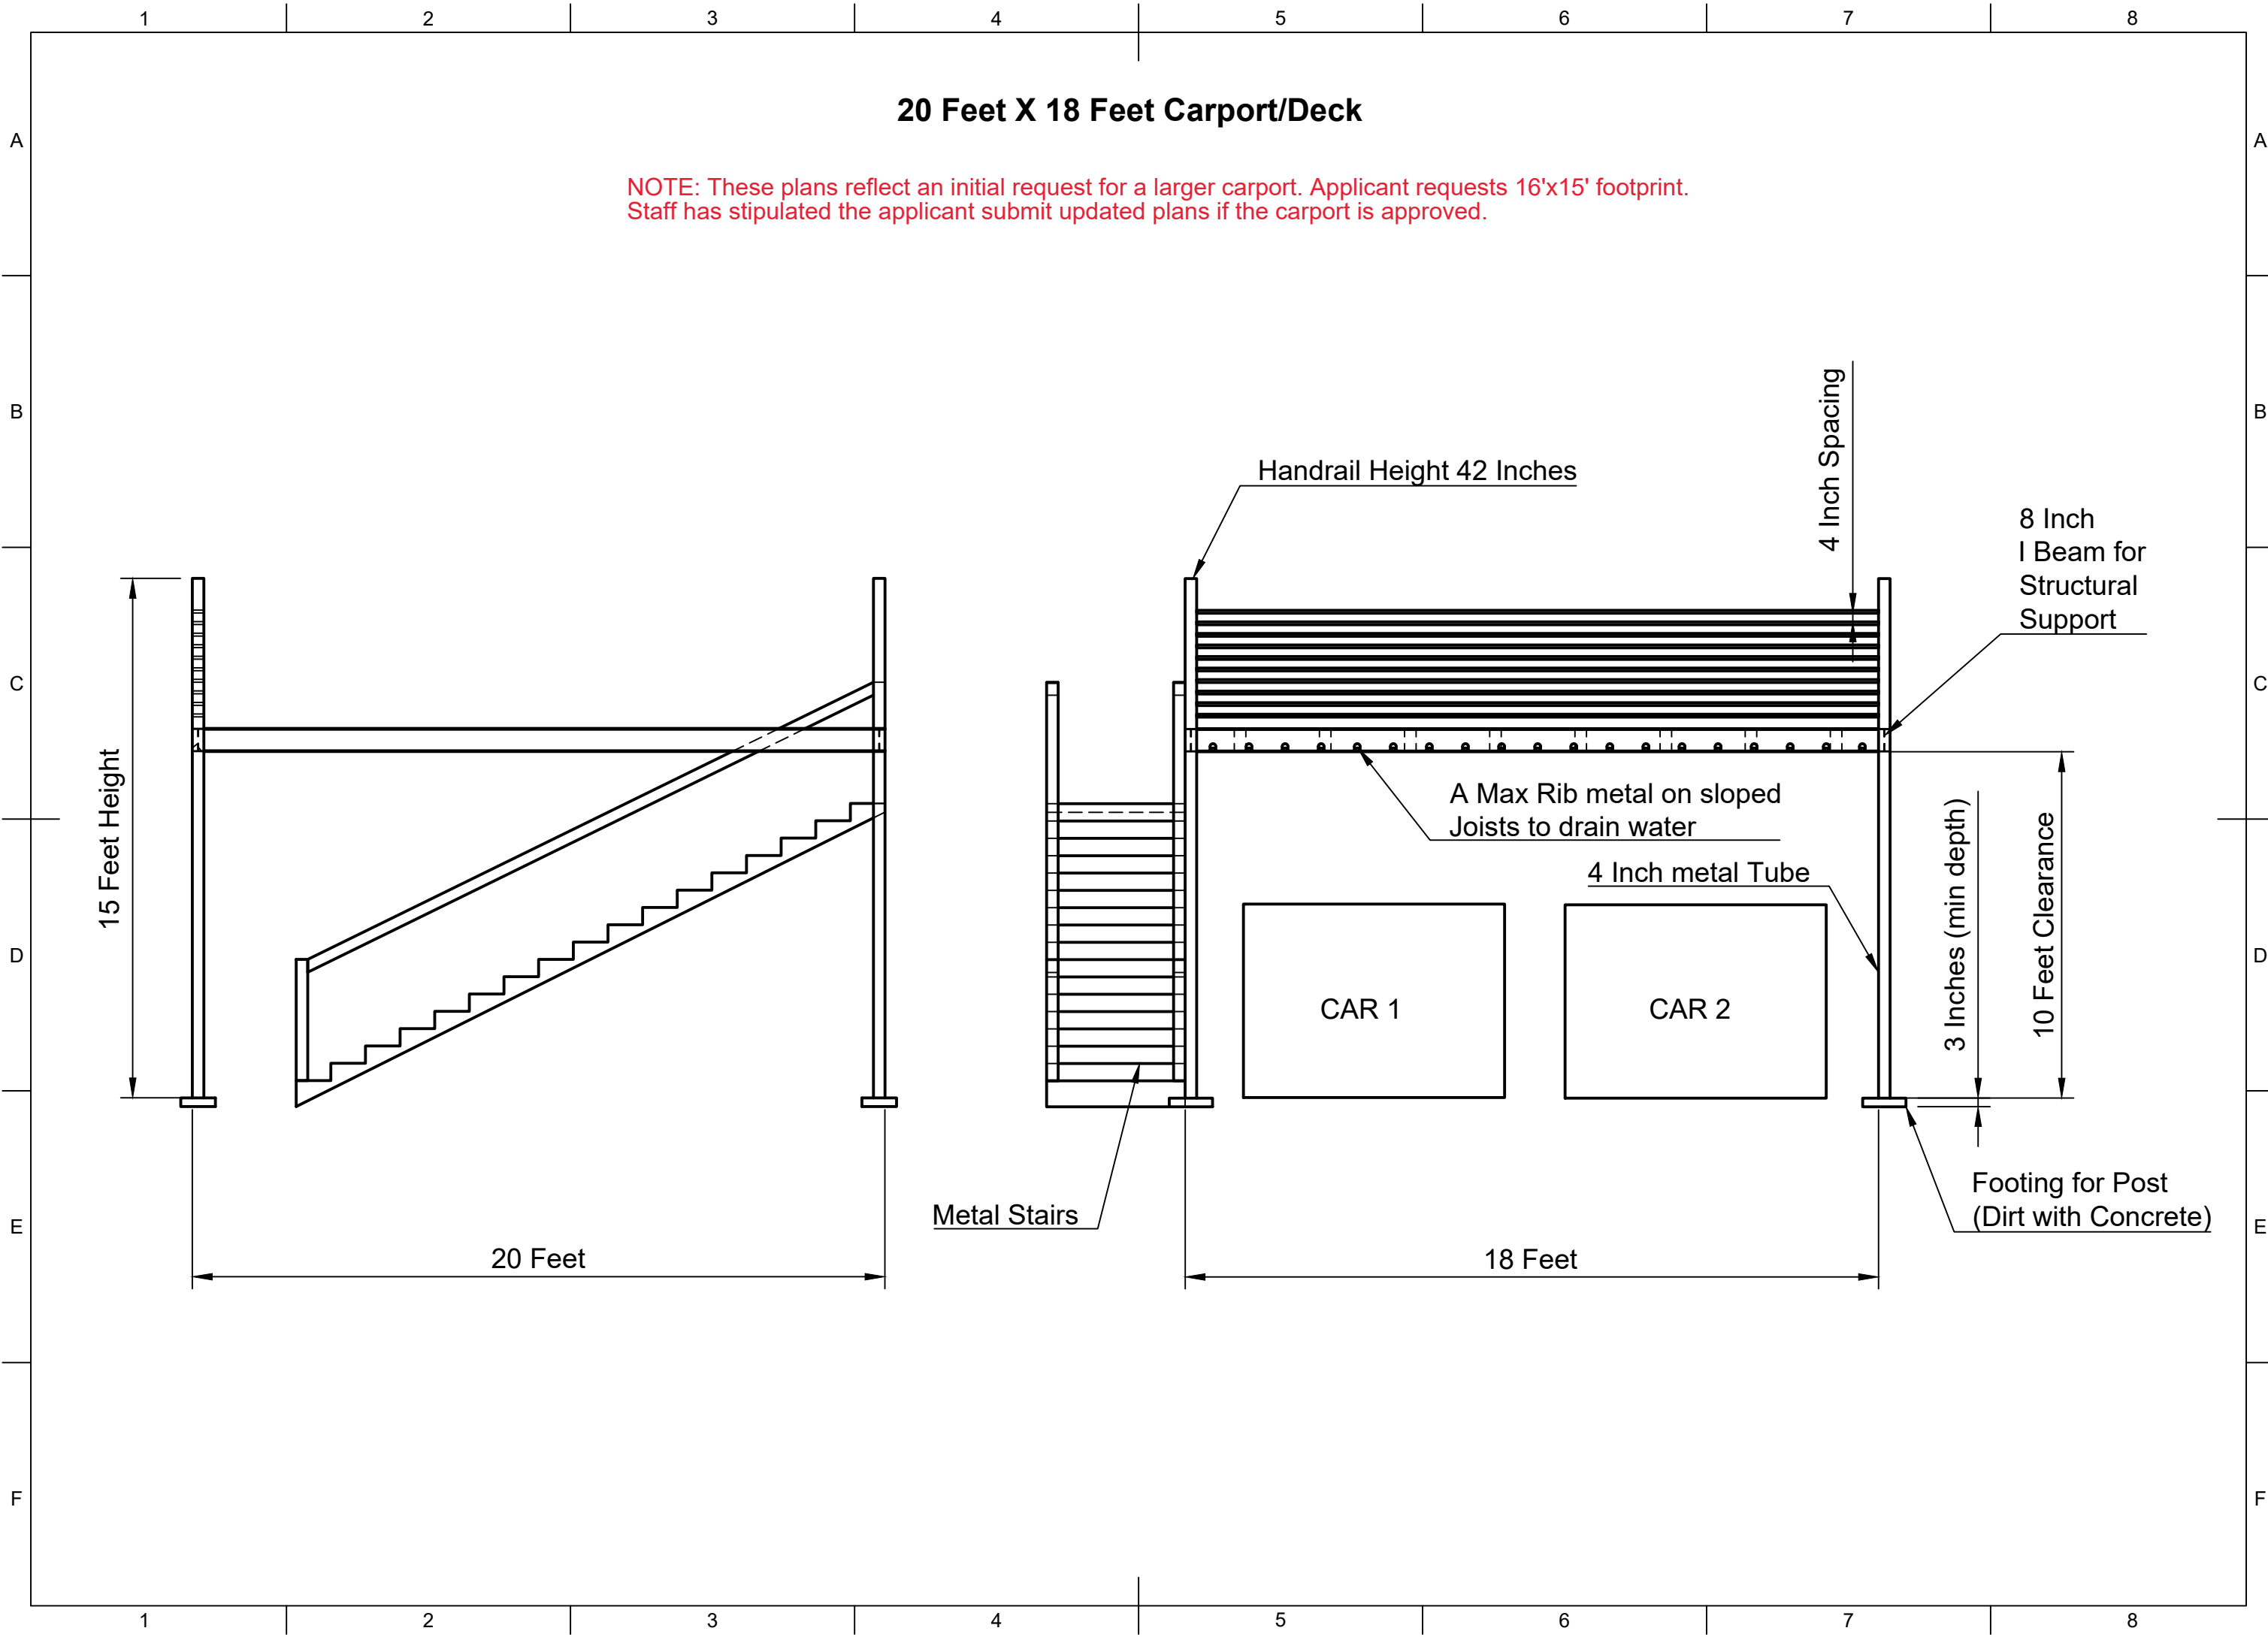 1 2 3 4 5 6 7 8
20 Feet X 18 Feet Carport/Deck
A A
NOTE: These plans reflect an initial request for a larger carport. Applicant requests 16'x15' footprint.
Staff has stipulated the applicant submit updated plans if the carport is approved.
B B
4 Inch Spacing
Handrail Height 42 Inches
8 Inch
I Beam for
Structural
Support
C C
15 Feet Height
A Max Rib metal on sloped
Joists to drain water
4 Inch metal Tube
3 Inches (min depth)
10 Feet Clearance
D D
CAR 1
CAR 2
Footing for Post
(Dirt with Concrete)
Metal Stairs
E E
20 Feet
18 Feet
F F
1 2 3 4 5 6 7 8